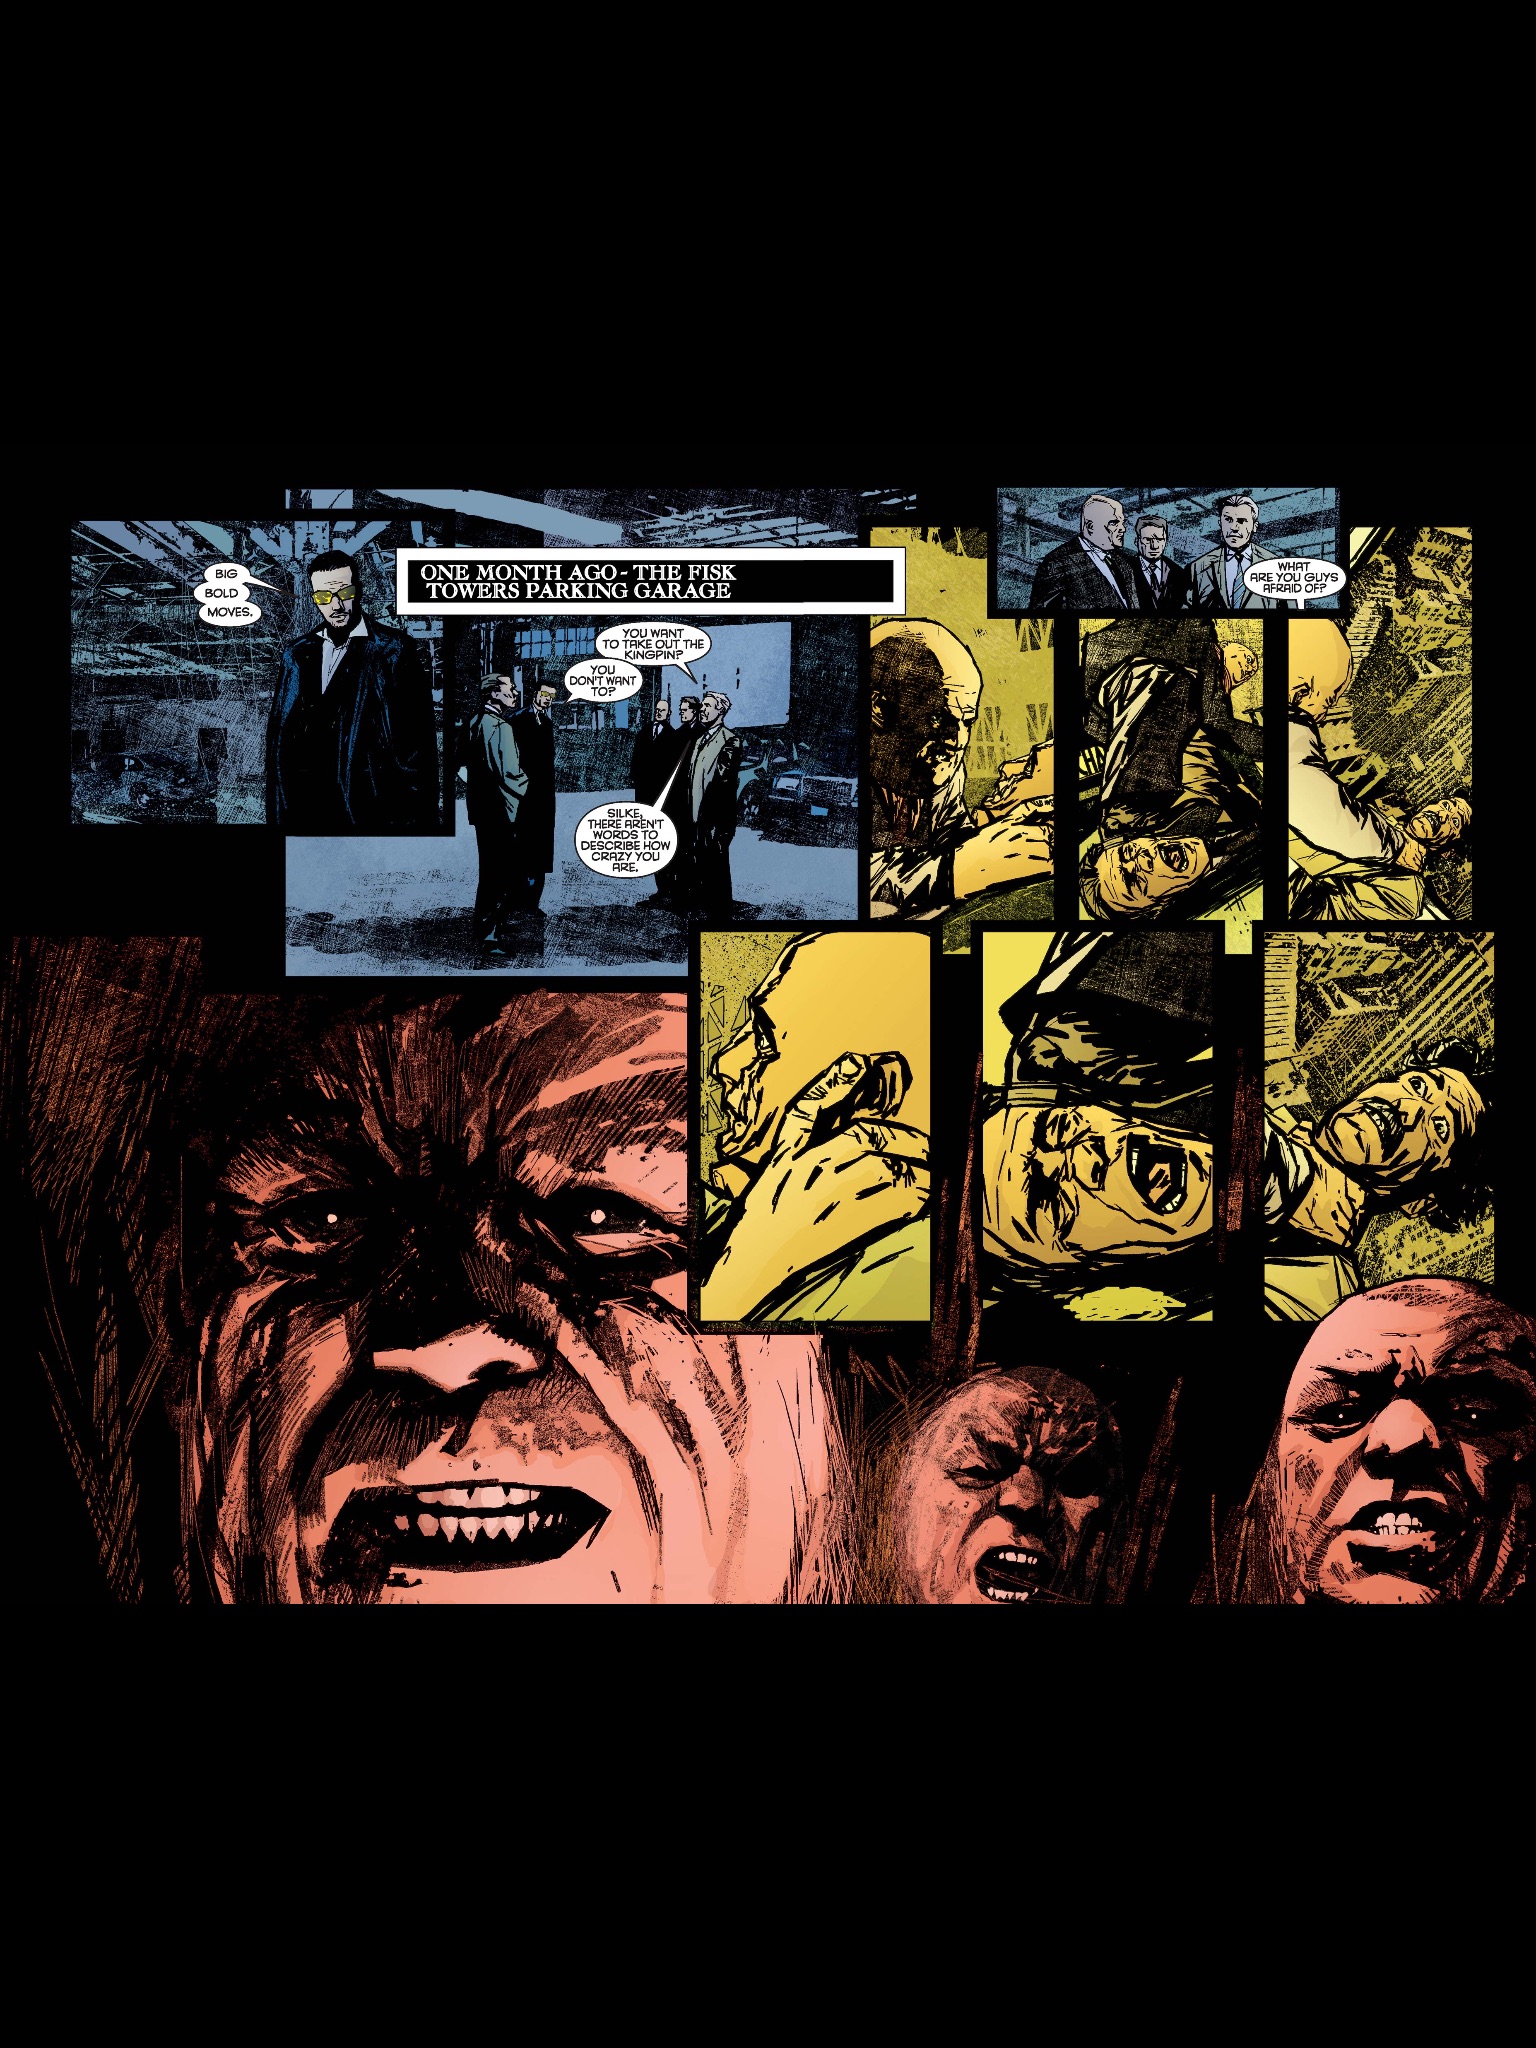 BIG
BOLD
MOVES.
ONE MONTH AGO - THE FISK
TOWERS PARKING GARAGE
YOU WANT
TO TAKE OUT THE
KINGPIN?
YOU
DON'T WANT
TO?
SILKE,
THERE AREN'T
WORDS TO
DESCRIBE HOW
CRAZY YOU
ARE.
WHAT
ARE YOU GUYS
AFRAID OF?